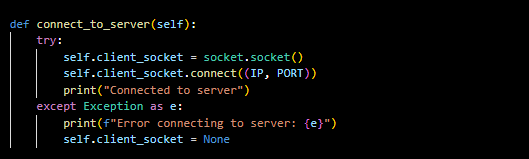 def connect_to_server(self):
    try:
        self.client_socket = socket.socket()
        self.client_socket.connect((IP, PORT))
        print("Connected to server")
    except Exception as e:
        print(f"Error connecting to server: {e}")
        self.client_socket = None